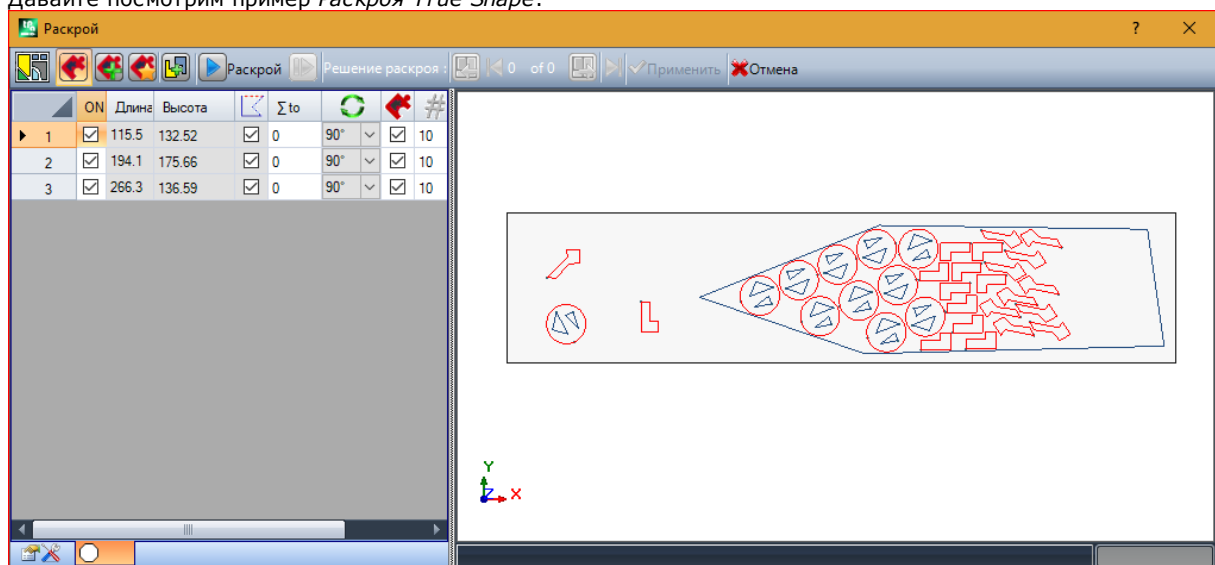 Давайте посмотрим пример Раскроя True Shape:
Раскрой ? ×
Раскрой Решение раскроя : 0 of 0 Применить Отмена
ON Длина Высота Σ to #
1 115.5 132.52 0 90° 10
2 194.1 175.66 0 90° 10
3 266.3 136.59 0 90° 10
Y
Z X